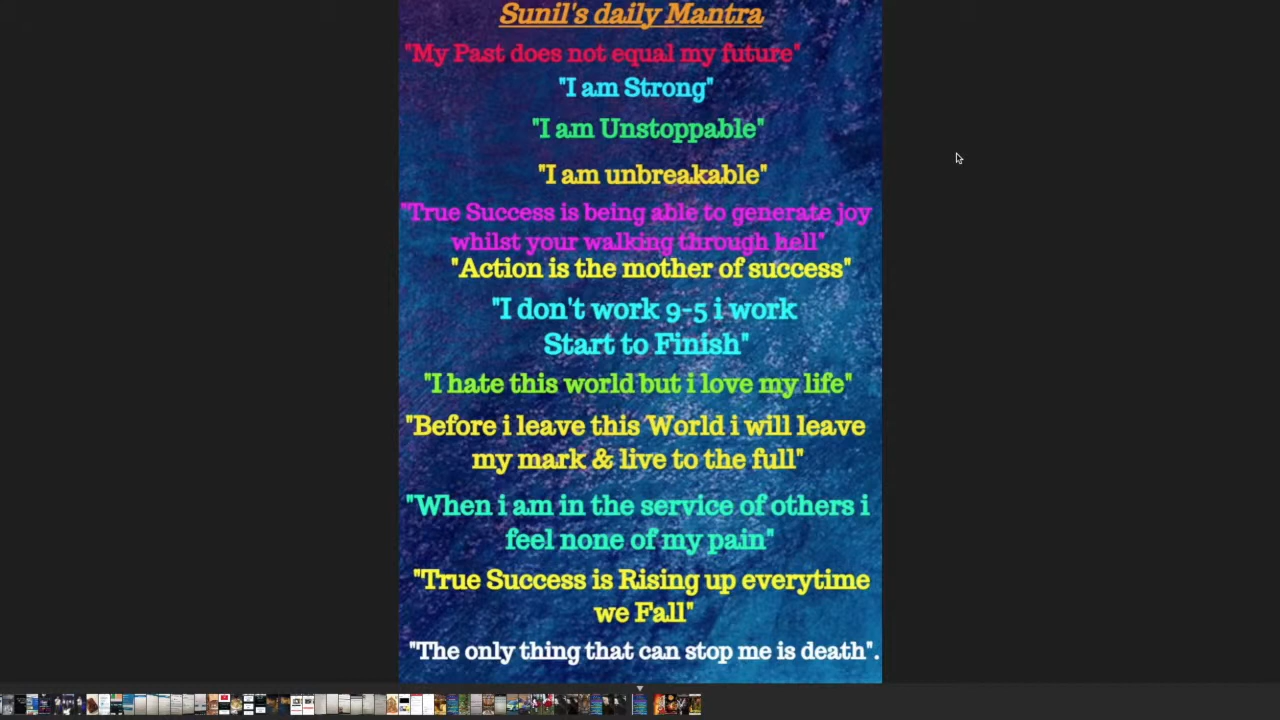 Sunil's daily Mantra
"My Past does not equal my future"
"I am Strong"
"I am Unstoppable"
"I am unbreakable"
"True Success is being able to generate joy
whilst your walking through hell"
"Action is the mother of success"
"I don't work 9-5 i work
Start to Finish"
"I hate this world but i love my life"
"Before i leave this World i will leave
my mark & live to the full"
"When i am in the service of others i
feel none of my pain"
"True Success is Rising up everytime
we Fall"
"The only thing that can stop me is death".